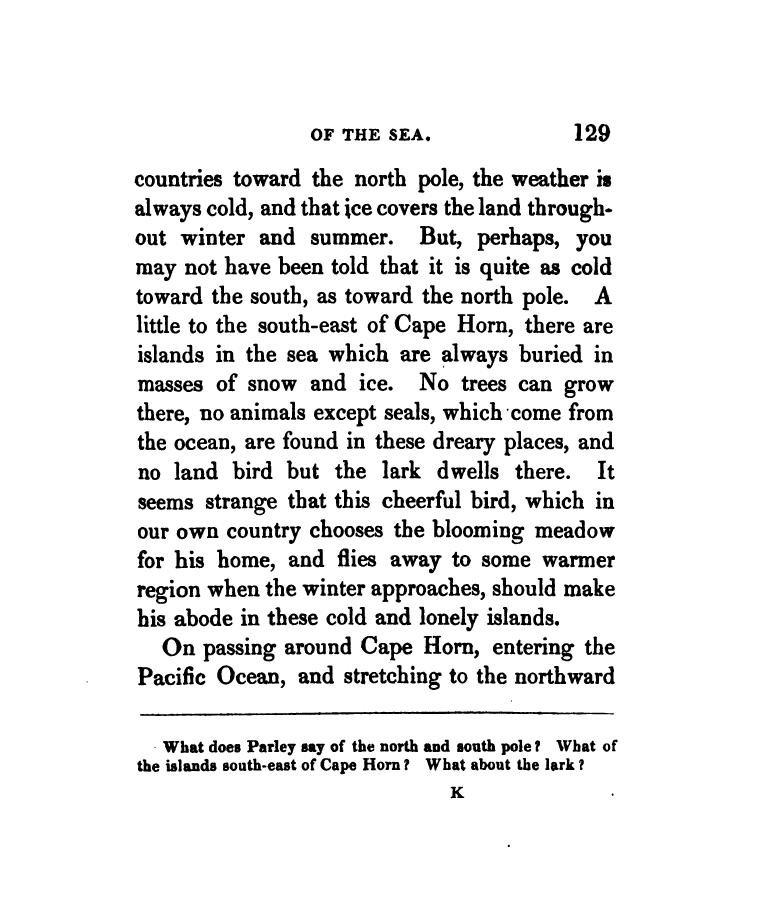 OF THE SEA. 129
countries toward the north pole, the weather is
always cold, and that ice covers the land through-
out winter and summer. But, perhaps, you
may not have been told that it is quite as cold
toward the south, as toward the north pole. A
little to the south-east of Cape Horn, there are
islands in the sea which are always buried in
masses of snow and ice. No trees can grow
there, no animals except seals, which come from
the ocean, are found in these dreary places, and
no land bird but the lark dwells there. It
seems strange that this cheerful bird, which in
our own country chooses the blooming meadow
for his home, and flies away to some warmer
region when the winter approaches, should make
his abode in these cold and lonely islands.
On passing around Cape Horn, entering the
Pacific Ocean, and stretching to the northward
What does Parley say of the north and south pole? What of
the islands south-east of Cape Horn? What about the lark?
K